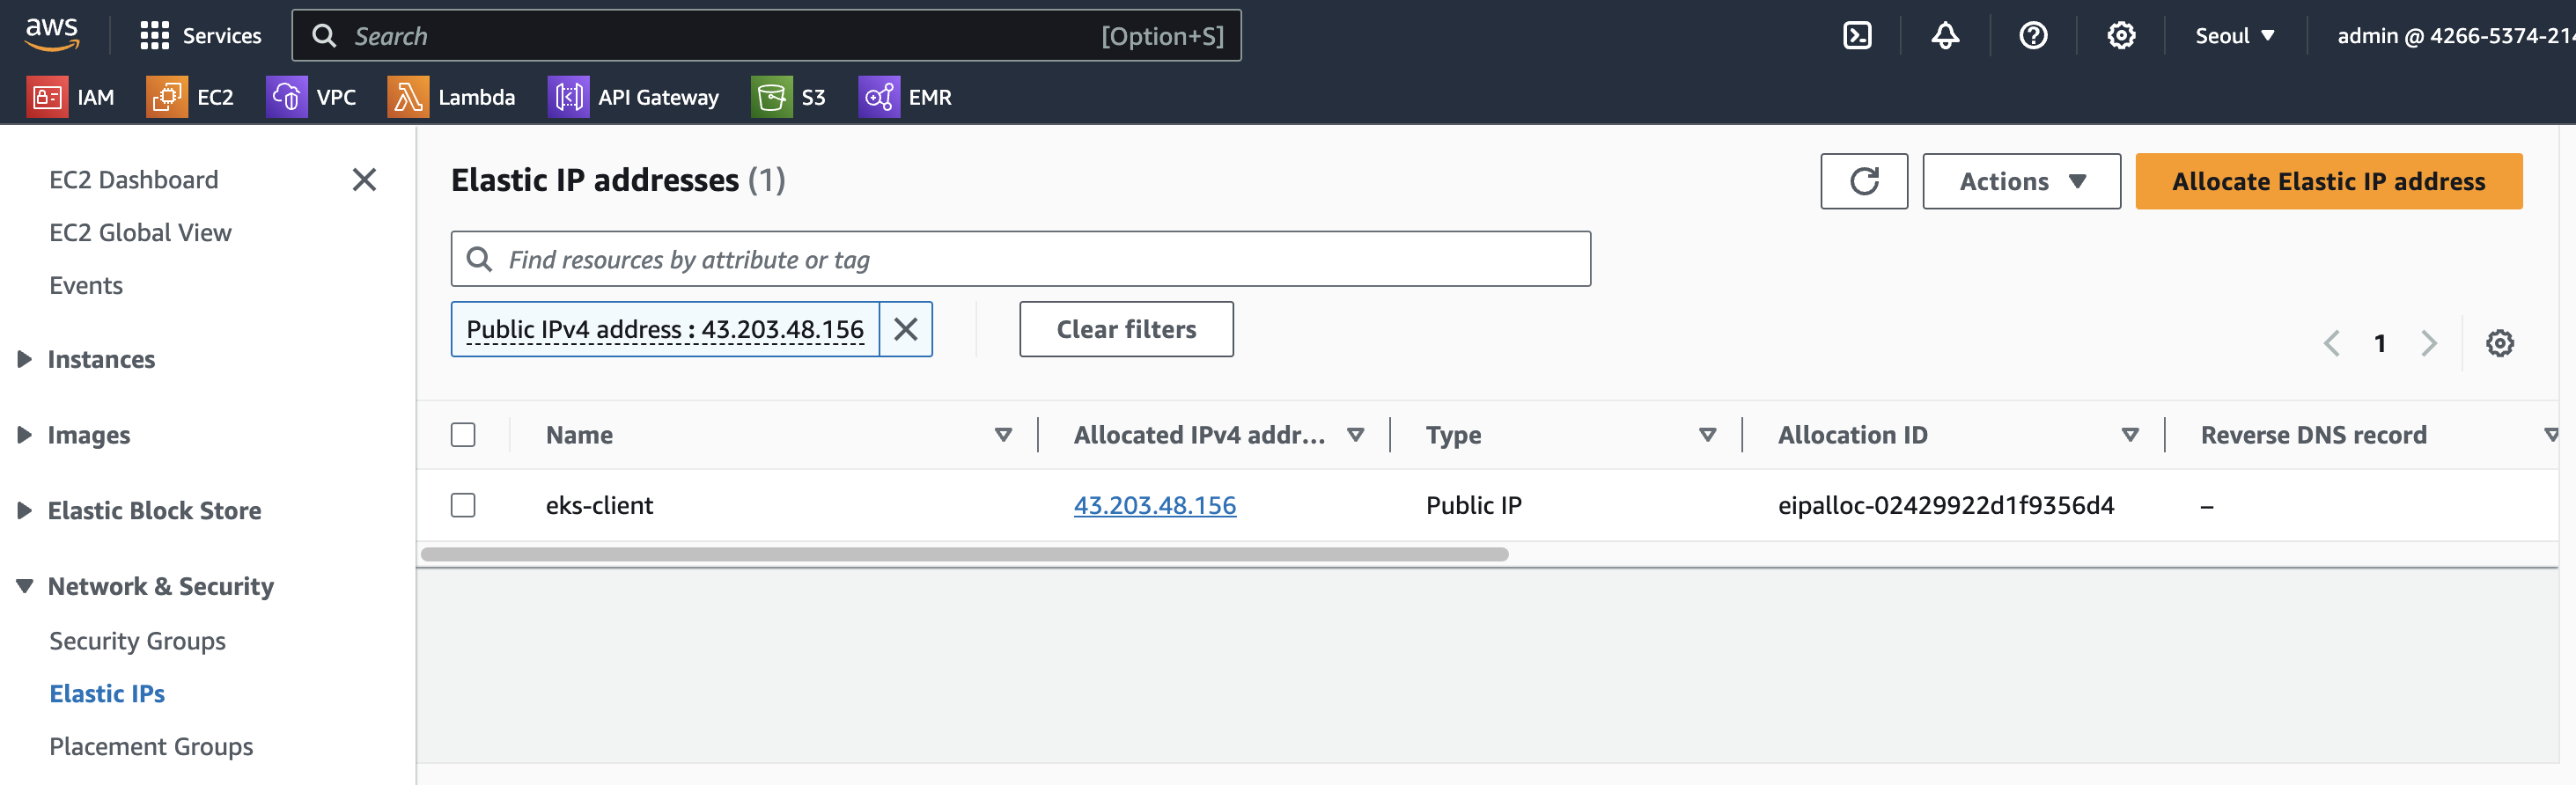 aws
Services
Search
[Option+S]
Seoul
admin @ 4266-5374-214
IAM
EC2
VPC
Lambda
API Gateway
S3
EMR
EC2 Dashboard
EC2 Global View
Events
Instances
Images
Elastic Block Store
Network & Security
Security Groups
Elastic IPs
Placement Groups
Elastic IP addresses (1)
Actions
Allocate Elastic IP address
Find resources by attribute or tag
Public IPv4 address : 43.203.48.156
Clear filters
1
Name
Allocated IPv4 addr...
Type
Allocation ID
Reverse DNS record
eks-client
43.203.48.156
Public IP
eipalloc-02429922d1f9356d4
–